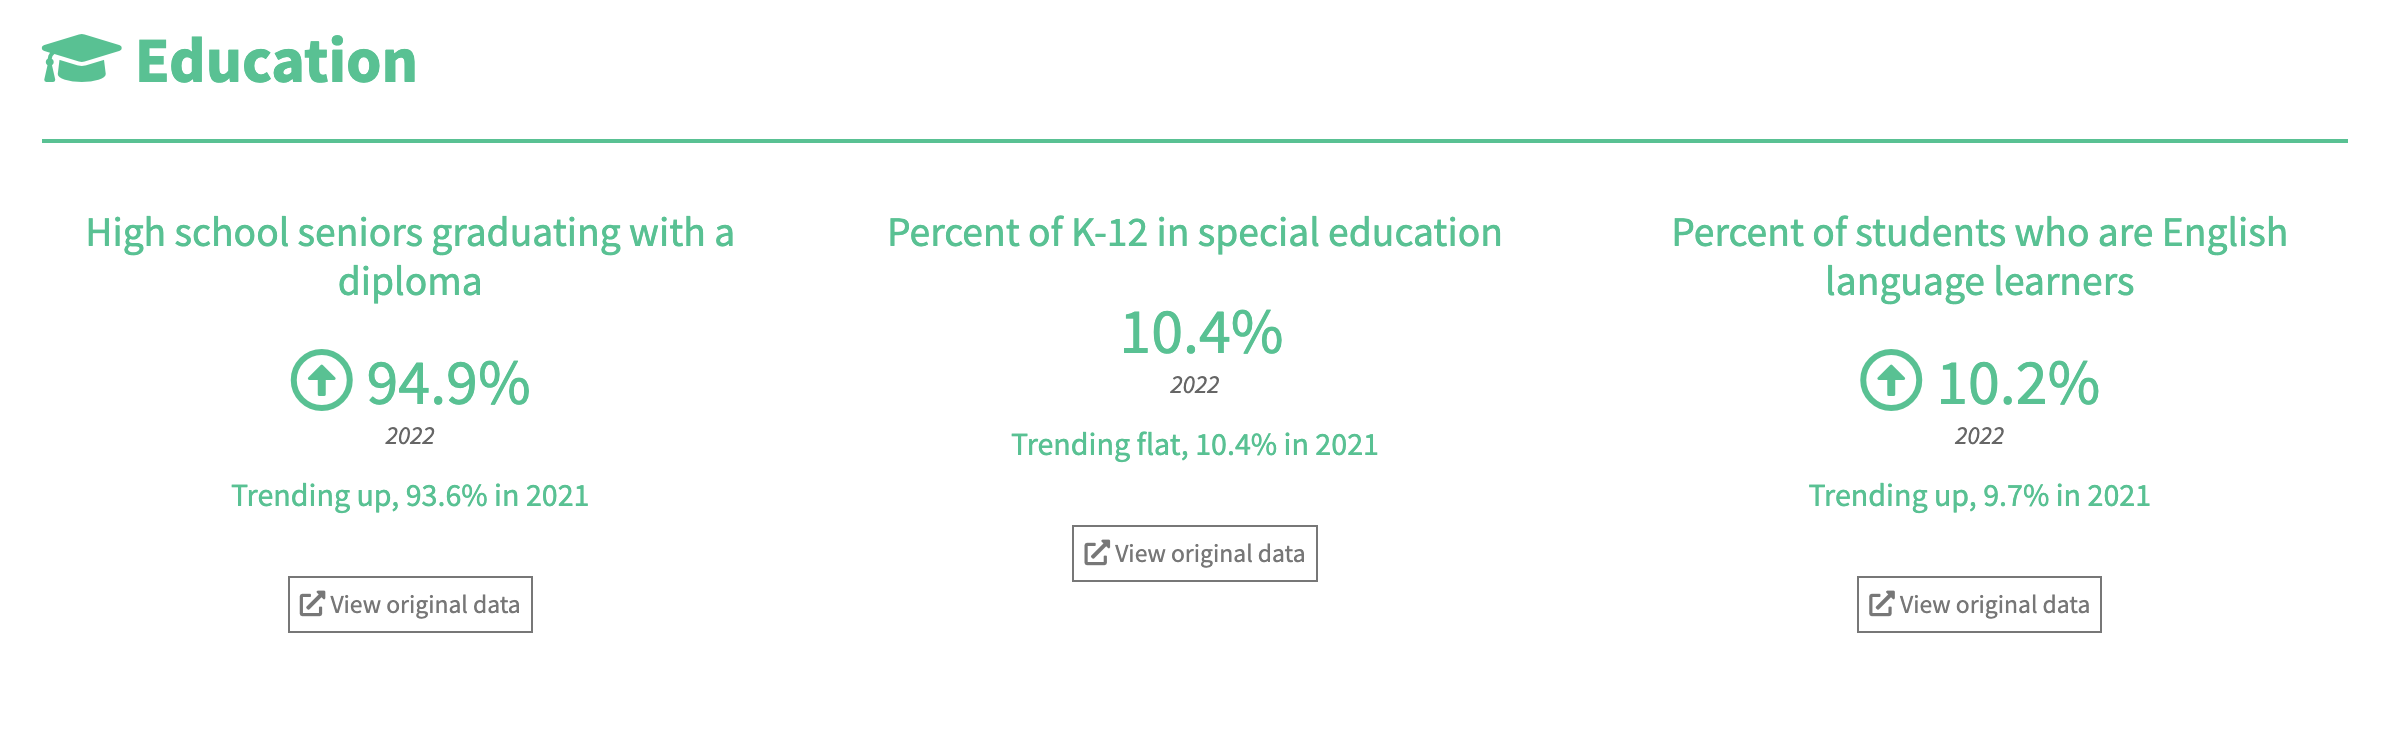 Education
High school seniors graduating with a
diploma
94.9%
2022
Trending up, 93.6% in 2021
View original data
Percent of K-12 in special education
10.4%
2022
Trending flat, 10.4% in 2021
View original data
Percent of students who are English
language learners
10.2%
2022
Trending up, 9.7% in 2021
View original data